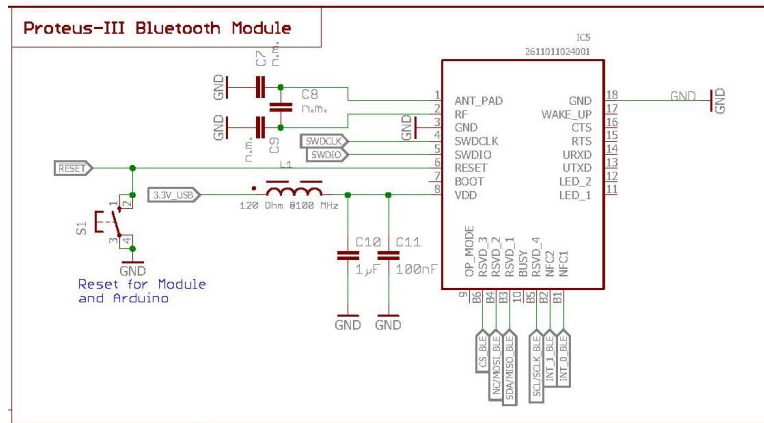 Proteus-III Bluetooth Module
IC5
2611011024001
C7
n.m.
GND
C8
n.m.
GND
n.m.
C9
GND
1 ANT_PAD
2 RF
3 GND
4 SWDCLK
5 SWDIO
6 RESET
7 BOOT
8 VDD
GND 18
WAKE_UP 17
CTS 16
RTS 15
URXD 14
UTXD 13
LED_2 12
LED_1 11
GND
GND
SWDCLK
SWDIO
RESET
L1
3.3V_USB
120 Ohm @100 MHz
S1
1
2
3
4
GND
Reset for Module
and Arduino
C10
1µF
C11
100nF
GND
GND
OP_MODE
RSVD_3
RSVD_2
RSVD_1
BUSY
RSVD_4
NFC2
NFC1
9
B6
B4
B3
10
B5
B2
B1
CS_BLE
NC/MOSI_BLE
SDA/MISO_BLE
SCL/SCLK_BLE
INT_1_BLE
INT_0_BLE